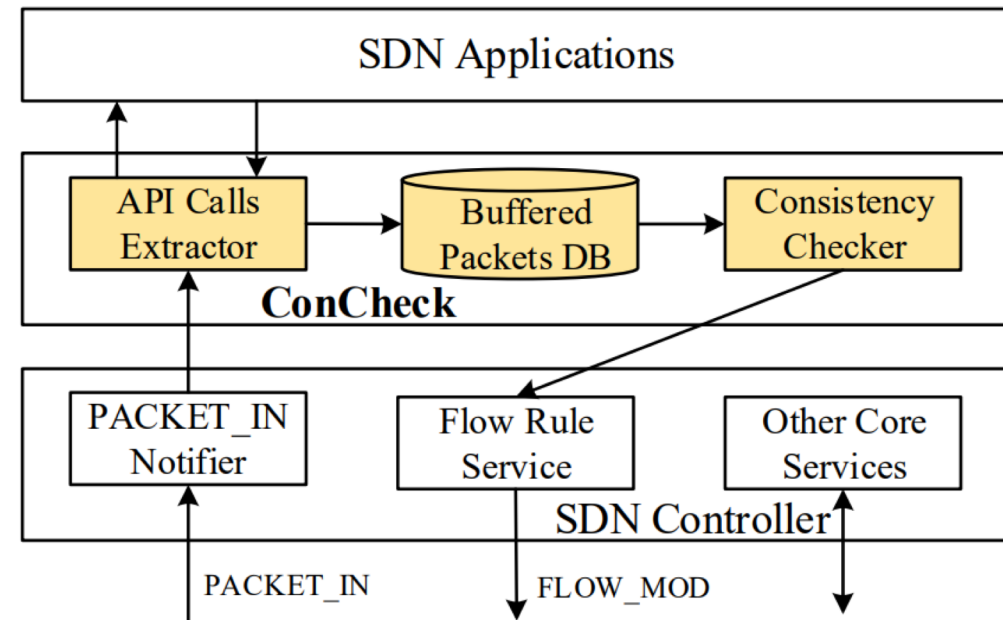 SDN Applications
API Calls
Extractor
Buffered
Packets DB
Consistency
Checker
ConCheck
PACKET_IN
Notifier
Flow Rule
Service
Other Core
Services
SDN Controller
PACKET_IN
FLOW_MOD